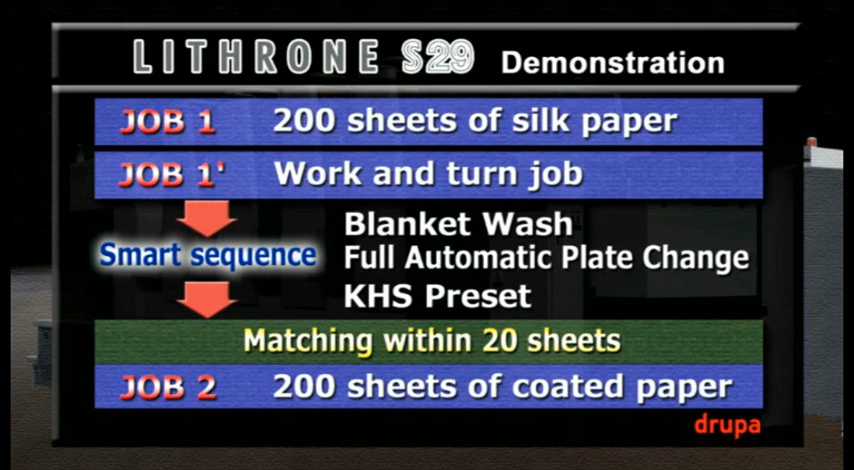 LITHRONE S29 Demonstration
JOB 1 200 sheets of silk paper
JOB 1' Work and turn job
Blanket Wash
Smart sequence Full Automatic Plate Change
KHS Preset
Matching within 20 sheets
JOB 2 200 sheets of coated paper
drupa